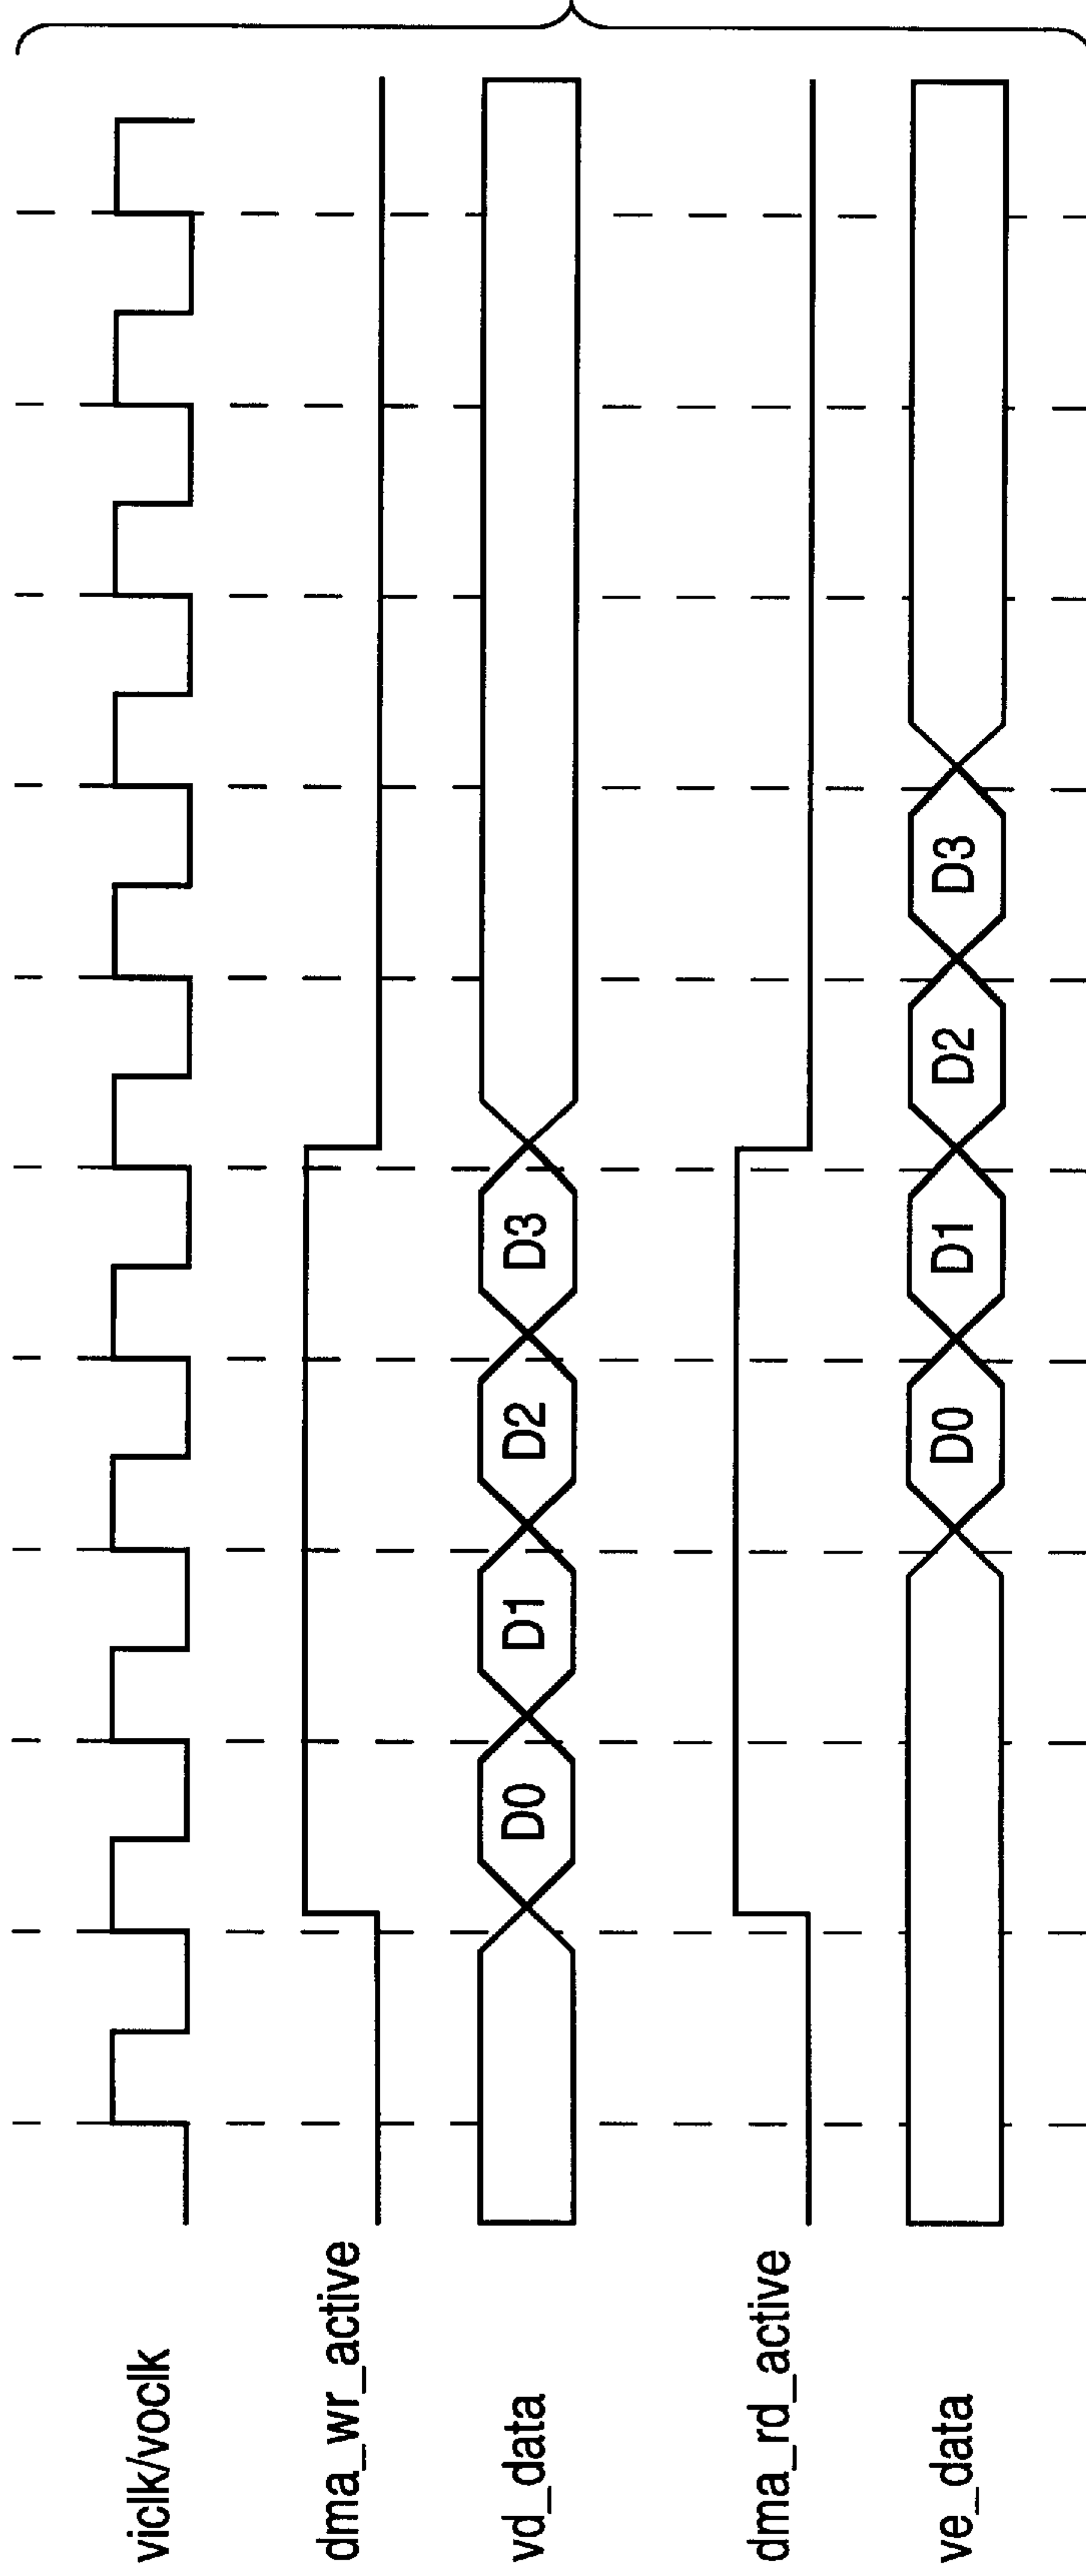 viclk/voclk
dma_wr_active
vd_data D0 D1 D2 D3
dma_rd_active
ve_data D0 D1 D2 D3